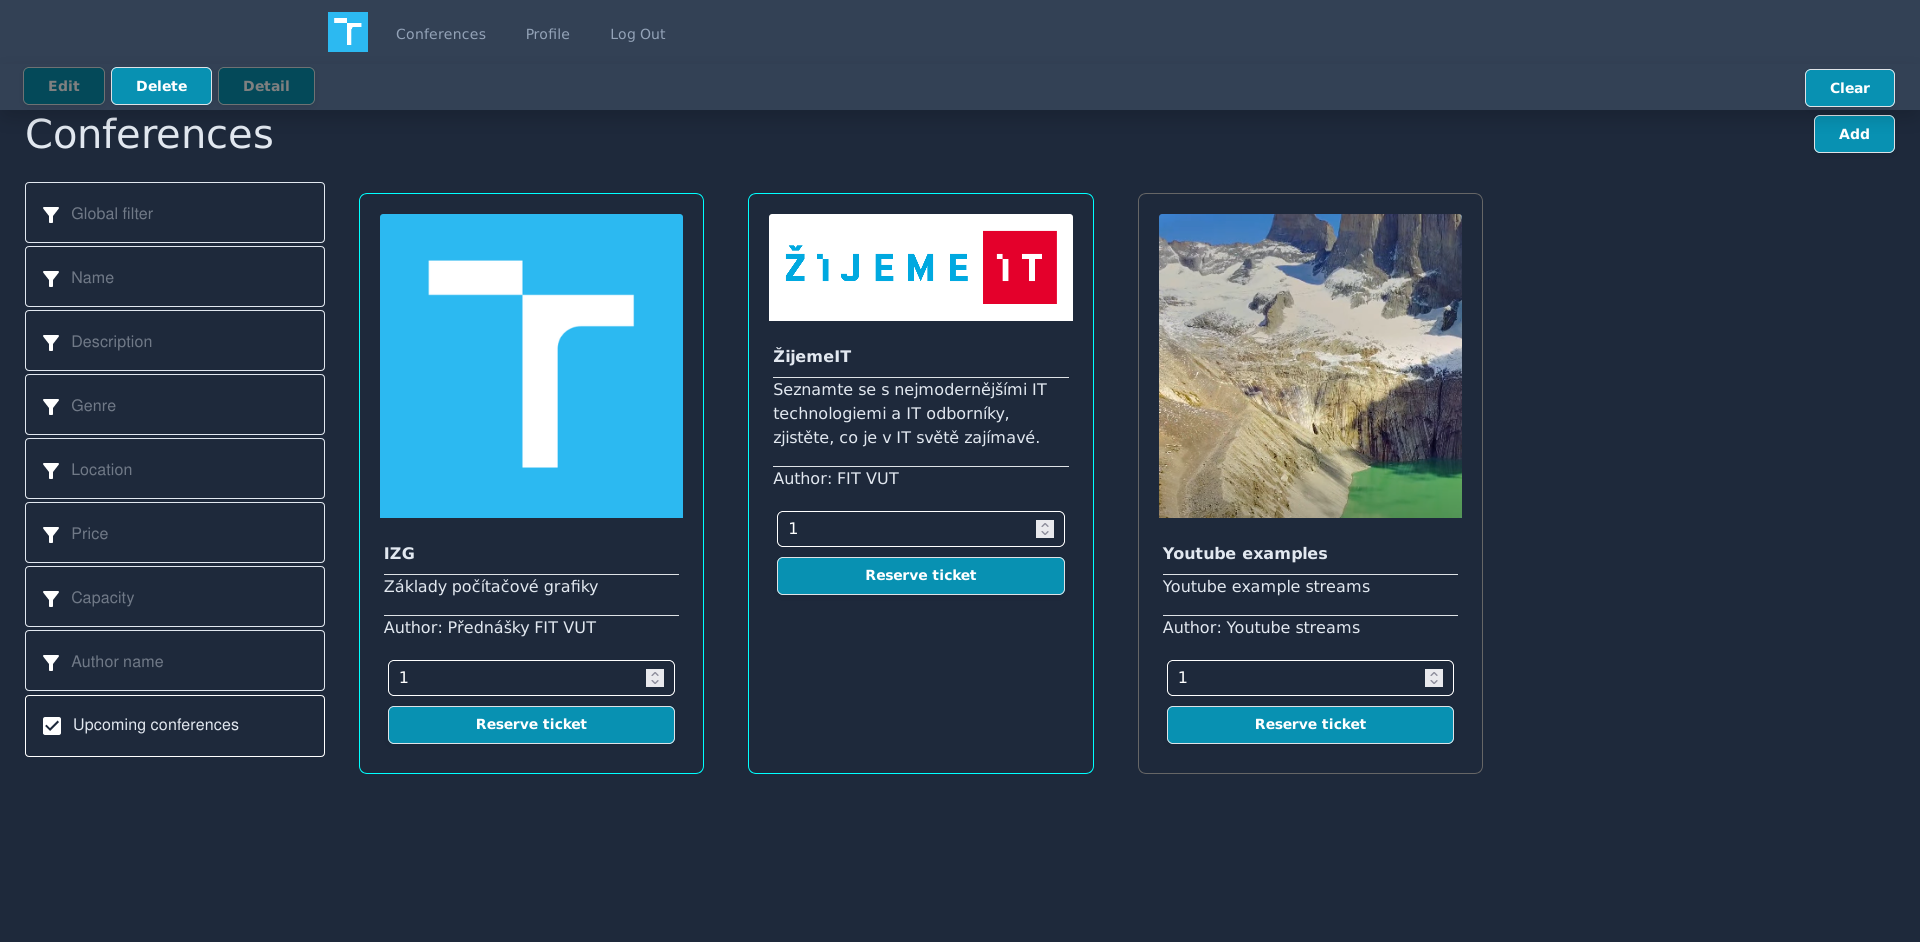 Conferences
Profile
Log Out
Edit
Delete
Detail
Clear
Conferences
Add
Global filter
Name
Description
Genre
Location
Price
Capacity
Author name
Upcoming conferences
IZG
Základy počítačové grafiky
Author: Přednášky FIT VUT
1
Reserve ticket
ŽIJEME IT
ŽijemeIT
Seznamte se s nejmodernějšími IT
technologiemi a IT odborníky,
zjistěte, co je v IT světě zajímavé.
Author: FIT VUT
1
Reserve ticket
Youtube examples
Youtube example streams
Author: Youtube streams
1
Reserve ticket